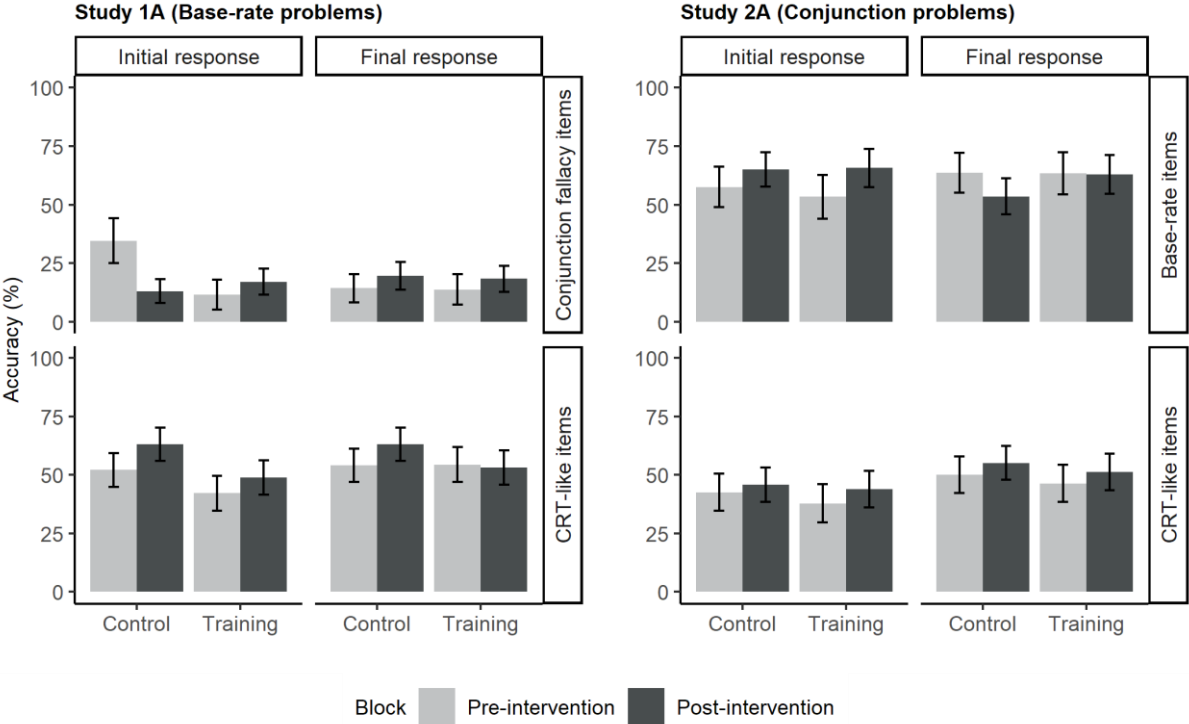 Study 1A (Base-rate problems)
Study 2A (Conjunction problems)
Initial response
Final response
Initial response
Final response
Accuracy (%)
100
75
50
25
0
Conjunction fallacy items
100
75
50
25
0
Base-rate items
100
75
50
25
0
CRT-like items
100
75
50
25
0
CRT-like items
Control
Training
Control
Training
Control
Training
Control
Training
Block
Pre-intervention
Post-intervention